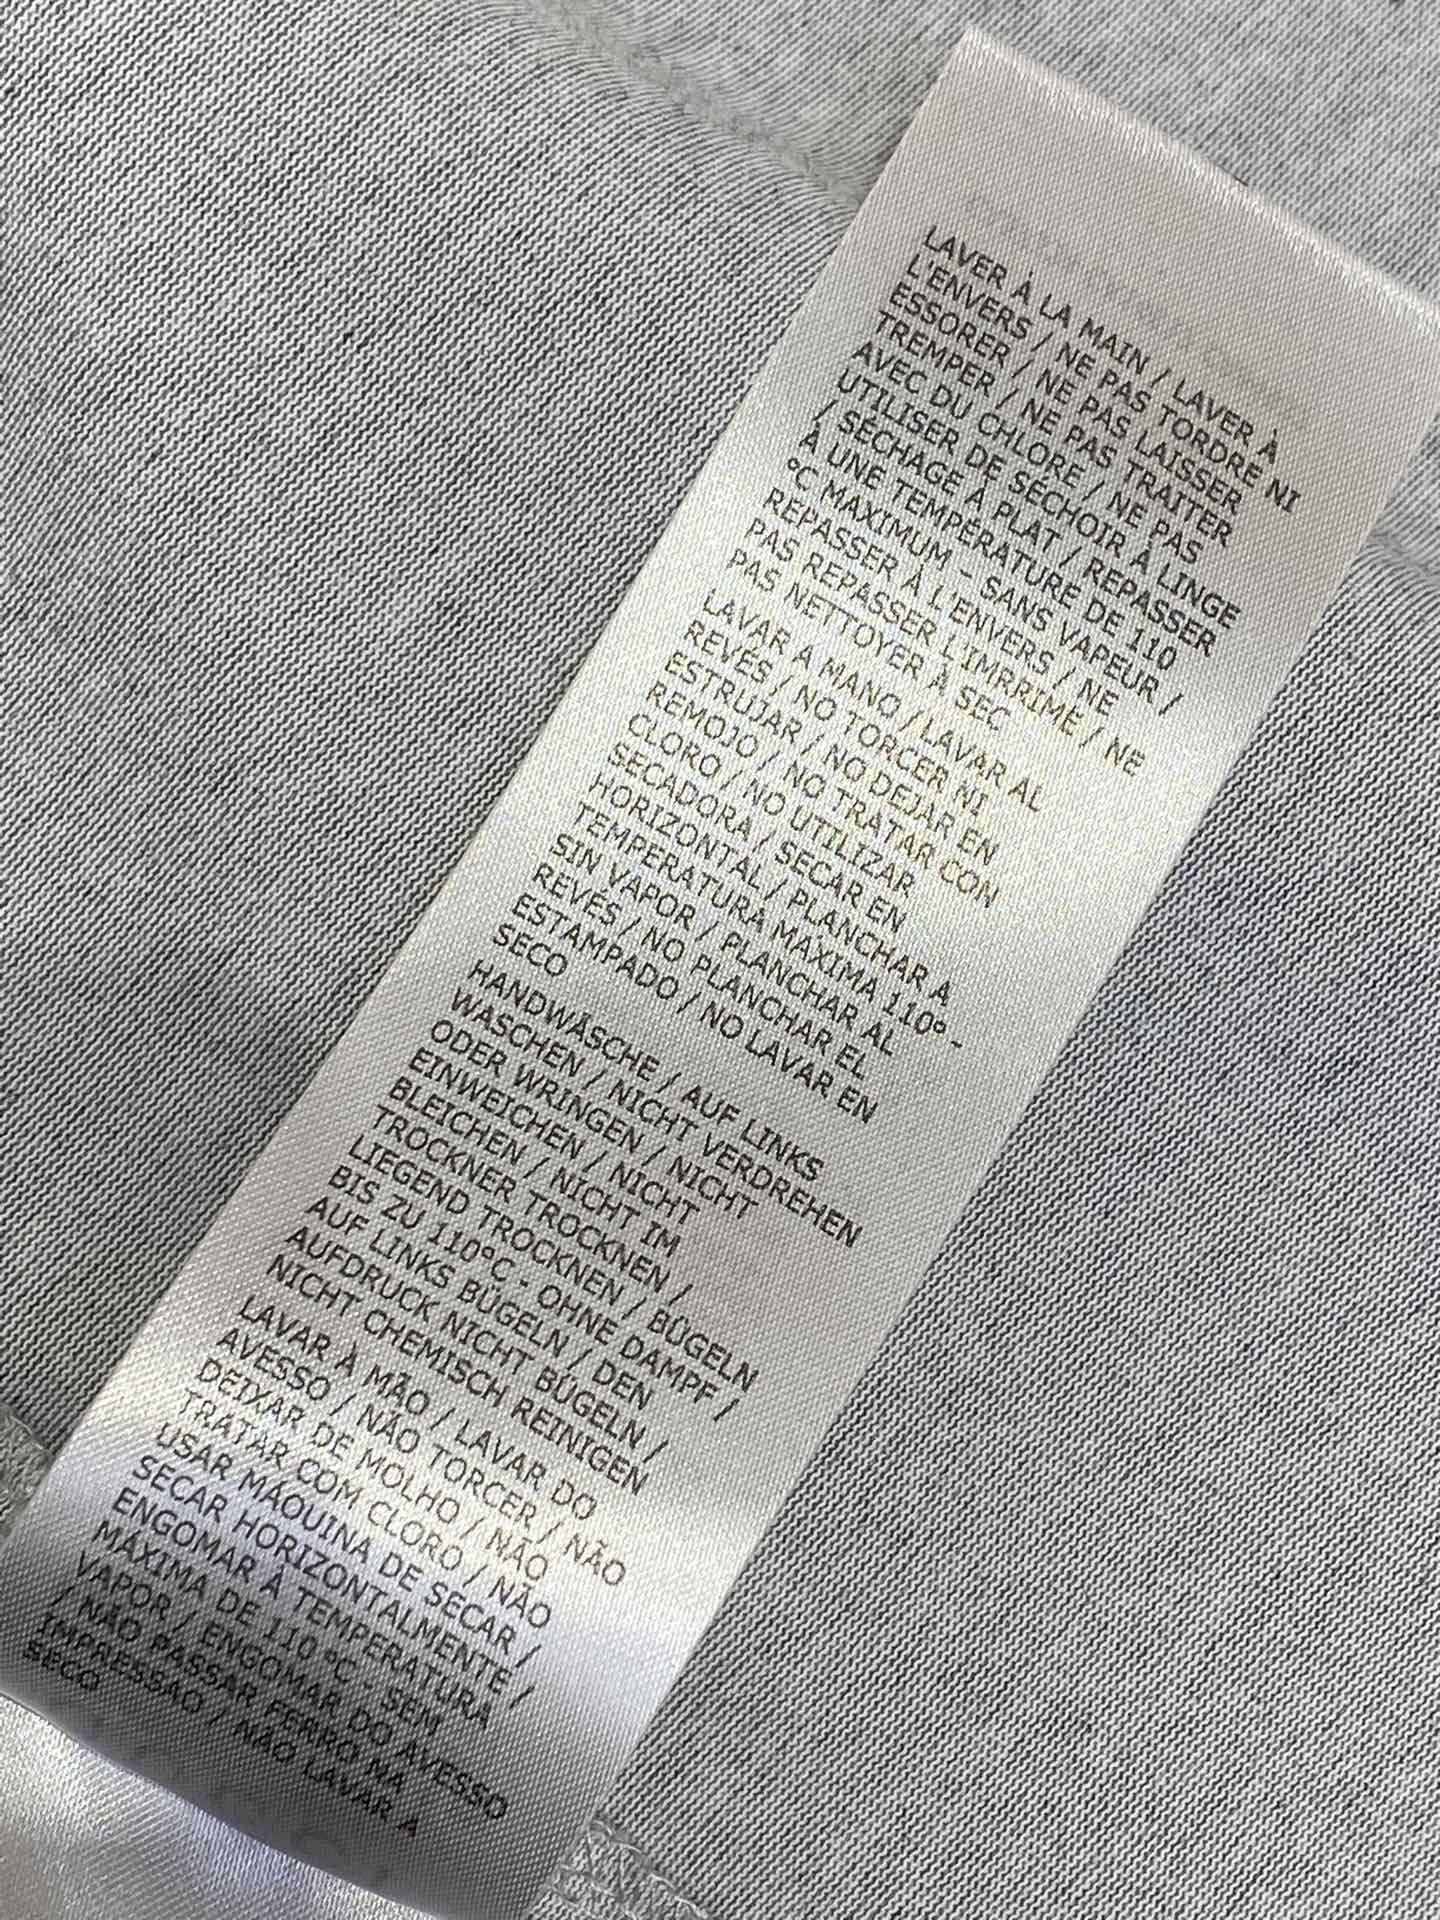 LAVER À LA MAIN / LAVER À
L'ENVERS / NE PAS TORDRE NI
ESSORER / NE PAS LAISSER
TREMPER / NE PAS TRAITER
AVEC DU CHLORE / NE PAS
UTILISER DE SÉCHOIR À LINGE
/ SÉCHAGE À PLAT / REPASSER
À UNE TEMPÉRATURE DE 110
°C MAXIMUM - SANS VAPEUR /
REPASSER À L'ENVERS / NE
PAS REPASSER L'IMRRIME / NE
PAS NETTOYER À SEC
LAVAR A MANO / LAVAR AL
REVÉS / NO TORCER NI
ESTRUJAR / NO DEJAR EN
REMOJO / NO TRATAR CON
CLORO / NO UTILIZAR
SECADORA / SECAR EN
HORIZONTAL / PLANCHAR A
TEMPERATURA MÁXIMA 110° -
SIN VAPOR / PLANCHAR AL
REVÉS / NO PLANCHAR EL
ESTAMPADO / NO LAVAR EN
SECO
HANDWÄSCHE / AUF LINKS
WASCHEN / NICHT VERDREHEN
ODER WRINGEN / NICHT
EINWEICHEN / NICHT
BLEICHEN / NICHT IM
TROCKNER TROCKNEN /
LIEGEND TROCKNEN / BÜGELN
BIS ZU 110°C - OHNE DAMPF /
AUF LINKS BÜGELN / DEN
AUFDRUCK NICHT BÜGELN /
NICHT CHEMISCH REINIGEN
LAVAR À MÃO / LAVAR DO
AVESSO / NÃO TORCER / NÃO
DEIXAR DE MOLHO / NÃO
TRATAR COM CLORO / NÃO
USAR MÁQUINA DE SECAR /
SECAR HORIZONTALMENTE /
ENGOMAR À TEMPERATURA
MÁXIMA DE 110 °C - SEM
VAPOR / ENGOMAR DO AVESSO
/ NÃO PASSAR FERRO NA
IMPRESSÃO / NÃO LAVAR A
SECO